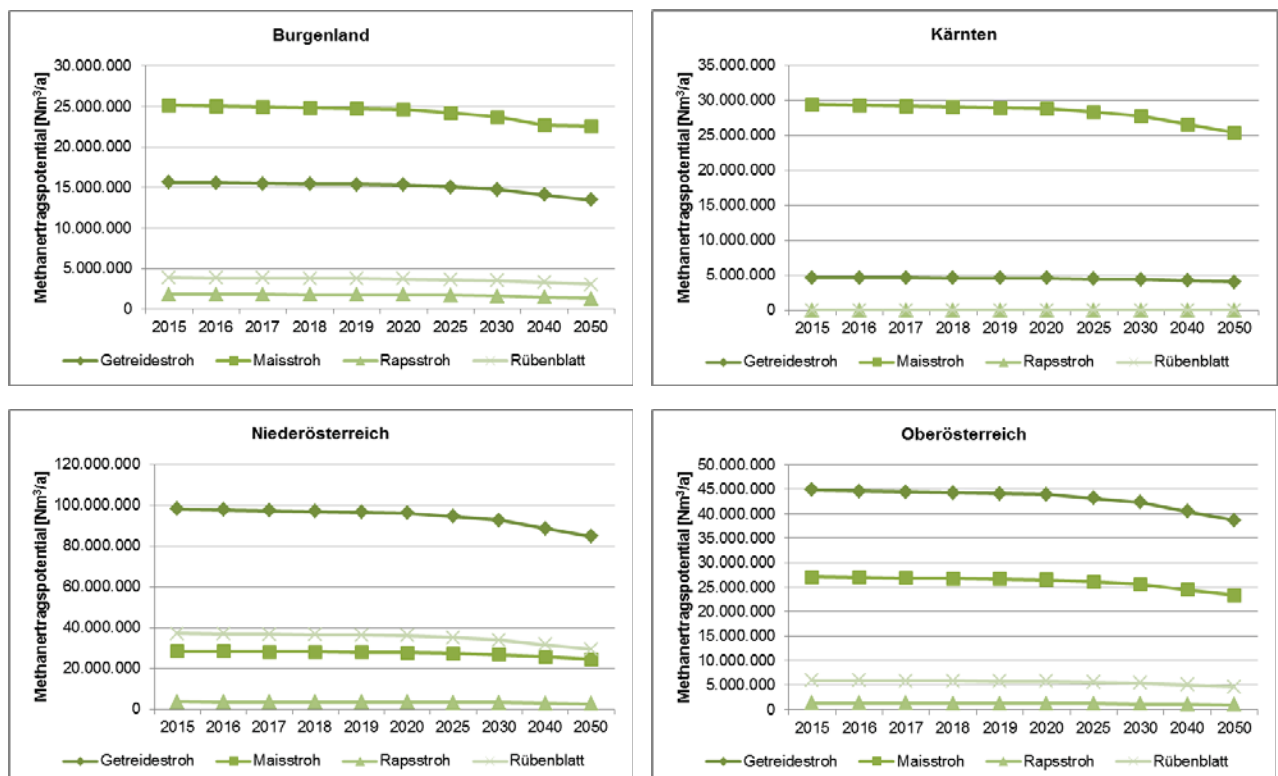 Burgenland
Methanertragspotential [Nm³/a]
30.000.000
25.000.000
20.000.000
15.000.000
10.000.000
5.000.000
0
2015 2016 2017 2018 2019 2020 2025 2030 2040 2050
Getreidestroh Maisstroh Rapsstroh Rübenblatt
Kärnten
Methanertragspotential [Nm³/a]
35.000.000
30.000.000
25.000.000
20.000.000
15.000.000
10.000.000
5.000.000
0
2015 2016 2017 2018 2019 2020 2025 2030 2040 2050
Getreidestroh Maisstroh Rapsstroh Rübenblatt
Niederösterreich
Methanertragspotential [Nm³/a]
120.000.000
100.000.000
80.000.000
60.000.000
40.000.000
20.000.000
0
2015 2016 2017 2018 2019 2020 2025 2030 2040 2050
Getreidestroh Maisstroh Rapsstroh Rübenblatt
Oberösterreich
Methanertragspotential [Nm³/a]
50.000.000
45.000.000
40.000.000
35.000.000
30.000.000
25.000.000
20.000.000
15.000.000
10.000.000
5.000.000
0
2015 2016 2017 2018 2019 2020 2025 2030 2040 2050
Getreidestroh Maisstroh Rapsstroh Rübenblatt